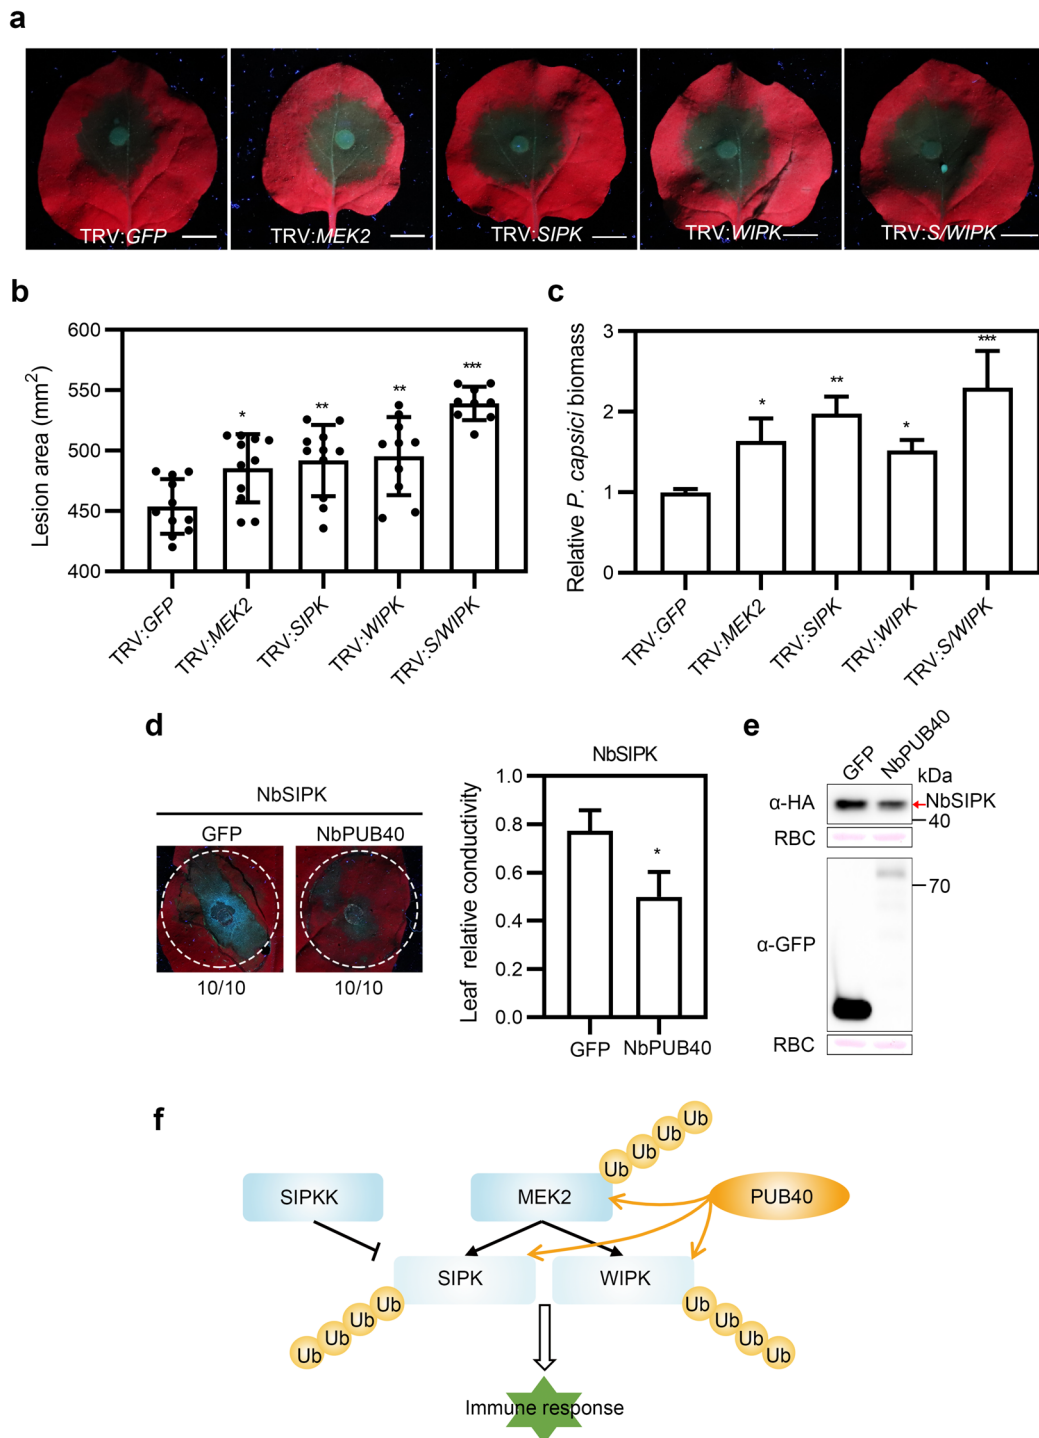 a
TRV:GFP
TRV:MEK2
TRV:SIPK
TRV:WIPK
TRV:S/WIPK
b
Lesion area (mm²)
600
550
500
450
400
*
**
**
***
TRV:GFP
TRV:MEK2
TRV:SIPK
TRV:WIPK
TRV:S/WIPK
c
Relative P. capsici biomass
3
2
1
0
*
**
*
***
TRV:GFP
TRV:MEK2
TRV:SIPK
TRV:WIPK
TRV:S/WIPK
d
NbSIPK
GFP
NbPUB40
10/10
10/10
NbSIPK
Leaf relative conductivity
1.0
0.8
0.6
0.4
0.2
0.0
*
GFP
NbPUB40
e
GFP
NbPUB40
kDa
α-HA
NbSIPK
40
RBC
70
α-GFP
RBC
f
Ub
Ub
Ub
Ub
SIPKK
MEK2
PUB40
SIPK
WIPK
Ub
Ub
Ub
Ub
Ub
Ub
Ub
Ub
Immune response